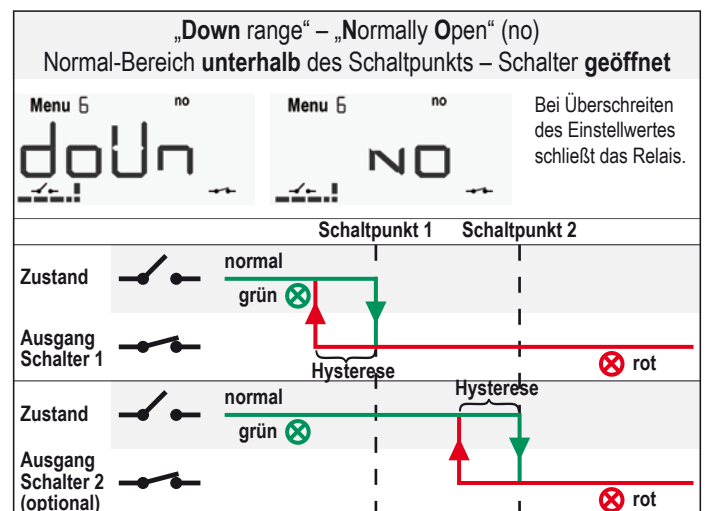 „Down range“ – „Normally Open“ (no)
Normal-Bereich unterhalb des Schaltpunkts – Schalter geöffnet
Menu 6 no
doUn
Menu 6 no
NO
Bei Überschreiten
des Einstellwertes
schließt das Relais.
Schaltpunkt 1 Schaltpunkt 2
Zustand
normal
grün
Ausgang
Schalter 1
Hysterese
rot
Zustand
normal
grün
Hysterese
Ausgang
Schalter 2
(optional)
rot